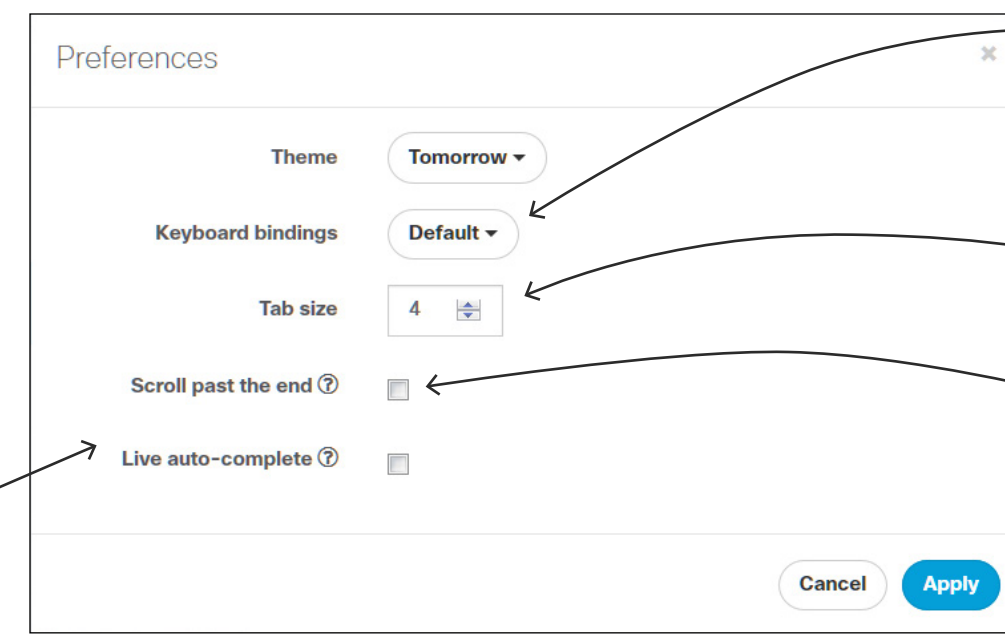 Preferences
Theme Tomorrow
Keyboard bindings Default
Tab size 4
Scroll past the end ?
Live auto-complete ?
Cancel Apply